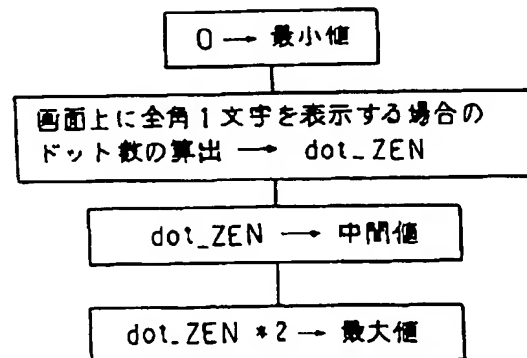 0 → 最小値
画面上に全角1文字を表示する場合の
ドット数の算出 → dot_ZEN
dot_ZEN → 中間値
dot_ZEN *2 → 最大値